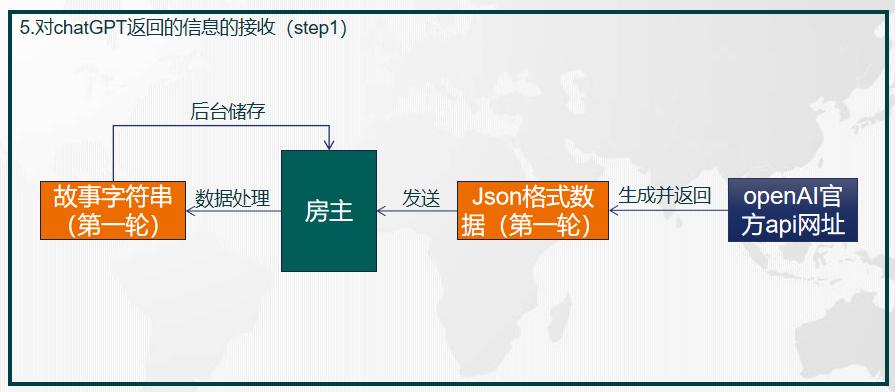 5.对chatGPT返回的信息的接收（step1）
后台储存
故事字符串
（第一轮）
数据处理
房主
发送
Json格式数
据（第一轮）
生成并返回
openAI官
方api网址